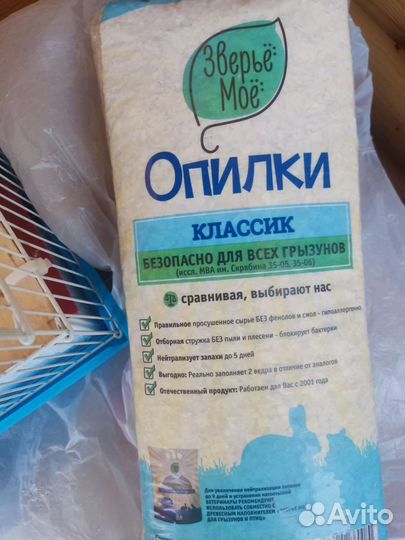 Зверьё
Моё
Опилки
КЛАССИК
БЕЗОПАСНО ДЛЯ ВСЕХ ГРЫЗУНОВ
(иссл. МВА им. Скрябина 35-05, 35-06)
сравнивая, выбирают нас
Правильно просушенное сырье БЕЗ фенолов и смол - гипоаллергенно
Отборная стружка БЕЗ пыли и плесени - блокирует бактерии
Нейтрализует запахи до 5 дней
Выгодно: Реально заполняет 2 ведра в отличие от аналогов
Отечественный продукт: Работаем для Вас с 2001 года
Для увеличения нейтрализации запахов
до 9 дней и устранения
ВЕТЕРИНАРЫ РЕКОМЕНДУЮТ
ИСПОЛЬЗОВАТЬ СОВМЕСТНО С
ДРЕВЕСНЫМ НАПОЛНИТЕЛЕМ
ДЛЯ ГРЫЗУНОВ И ПТИЦ»
Avito